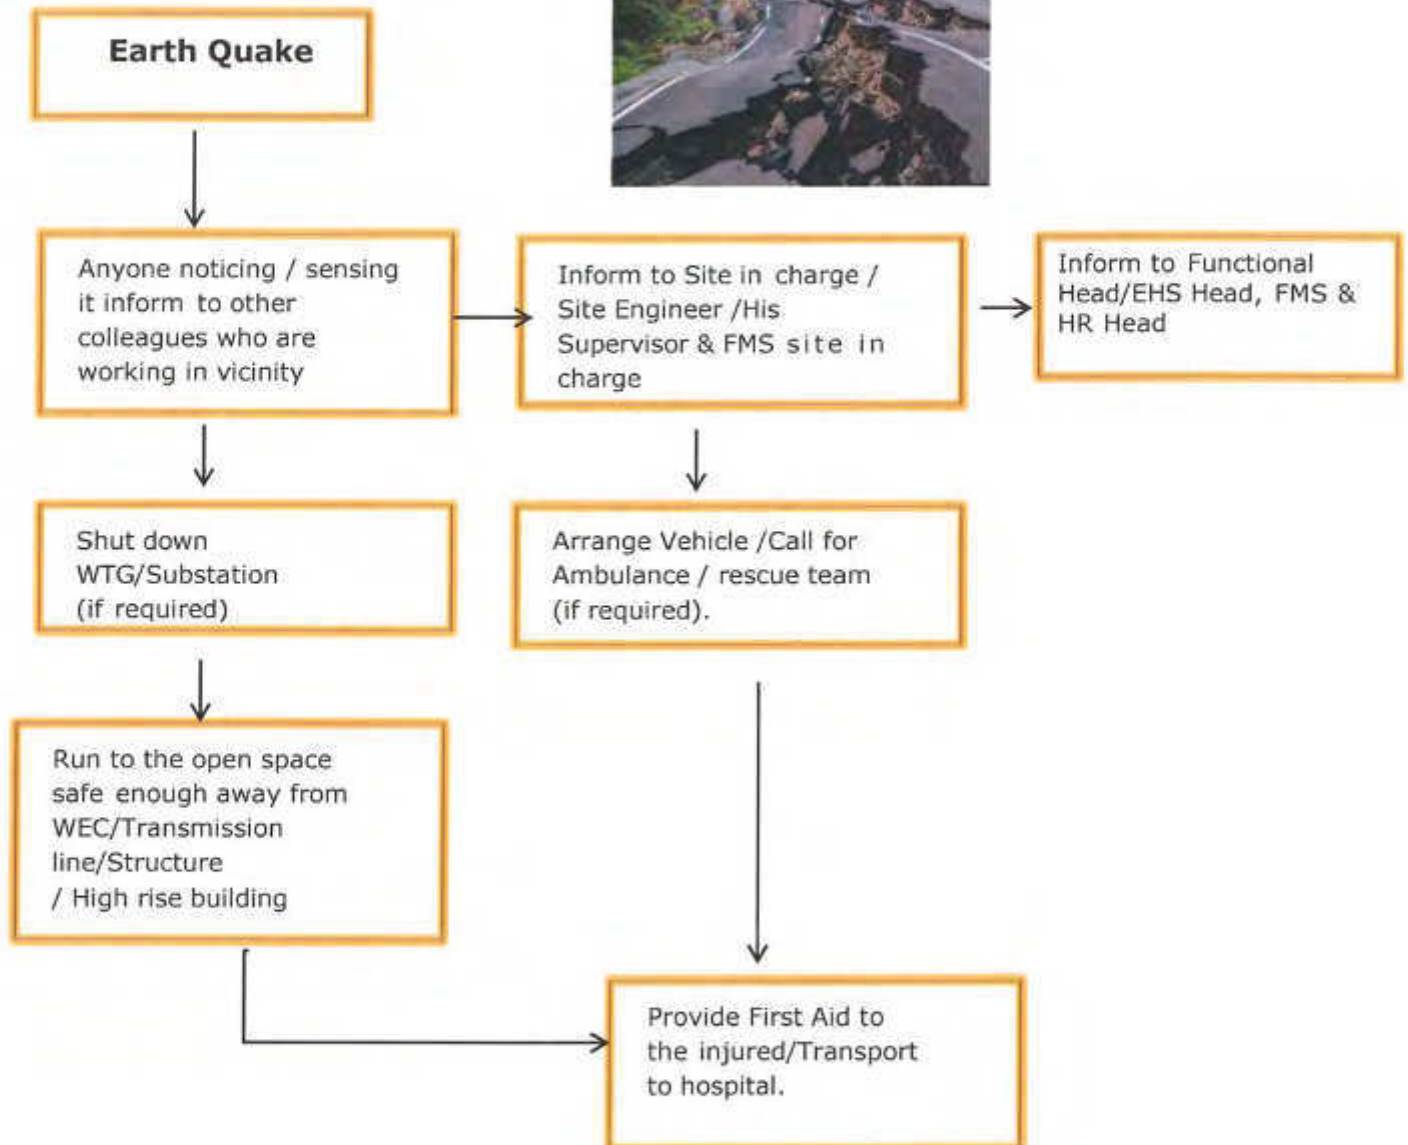 Earth Quake
Anyone noticing / sensing
it inform to other
colleagues who are
working in vicinity
Inform to Site in charge /
Site Engineer /His
Supervisor & FMS site in
charge
Inform to Functional
Head/EHS Head, FMS &
HR Head
Shut down
WTG/Substation
(if required)
Arrange Vehicle /Call for
Ambulance / rescue team
(if required).
Run to the open space
safe enough away from
WEC/Transmission
line/Structure
/ High rise building
Provide First Aid to
the injured/Transport
to hospital.